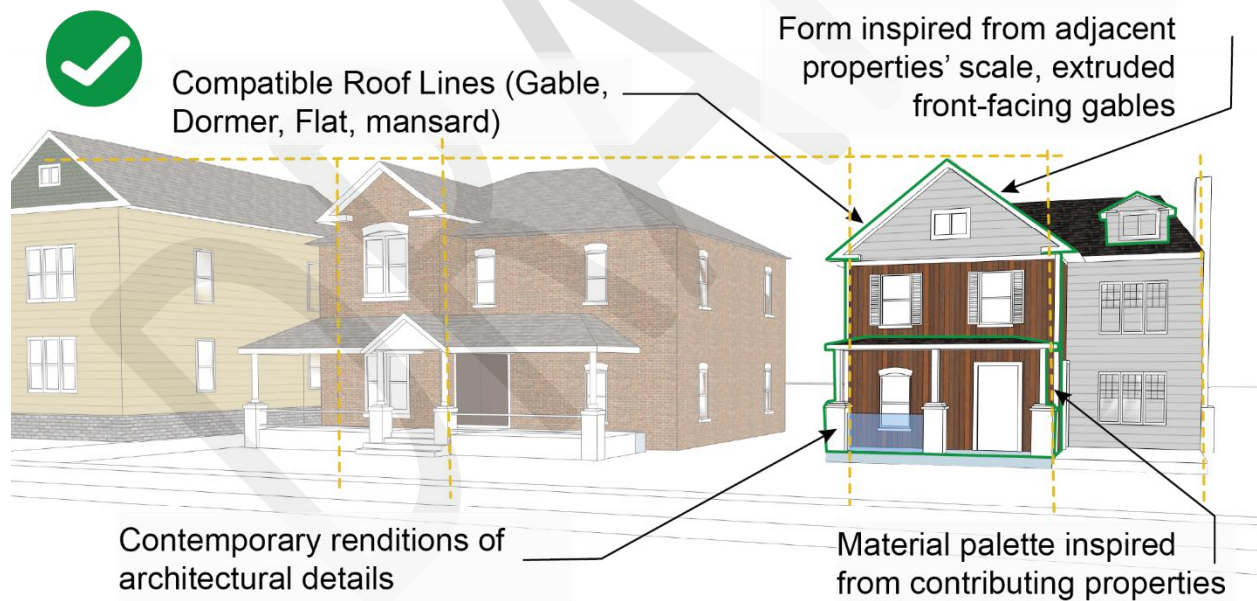 Compatible Roof Lines (Gable,
Dormer, Flat, mansard)
Form inspired from adjacent
properties’ scale, extruded
front-facing gables
Contemporary renditions of
architectural details
Material palette inspired
from contributing properties